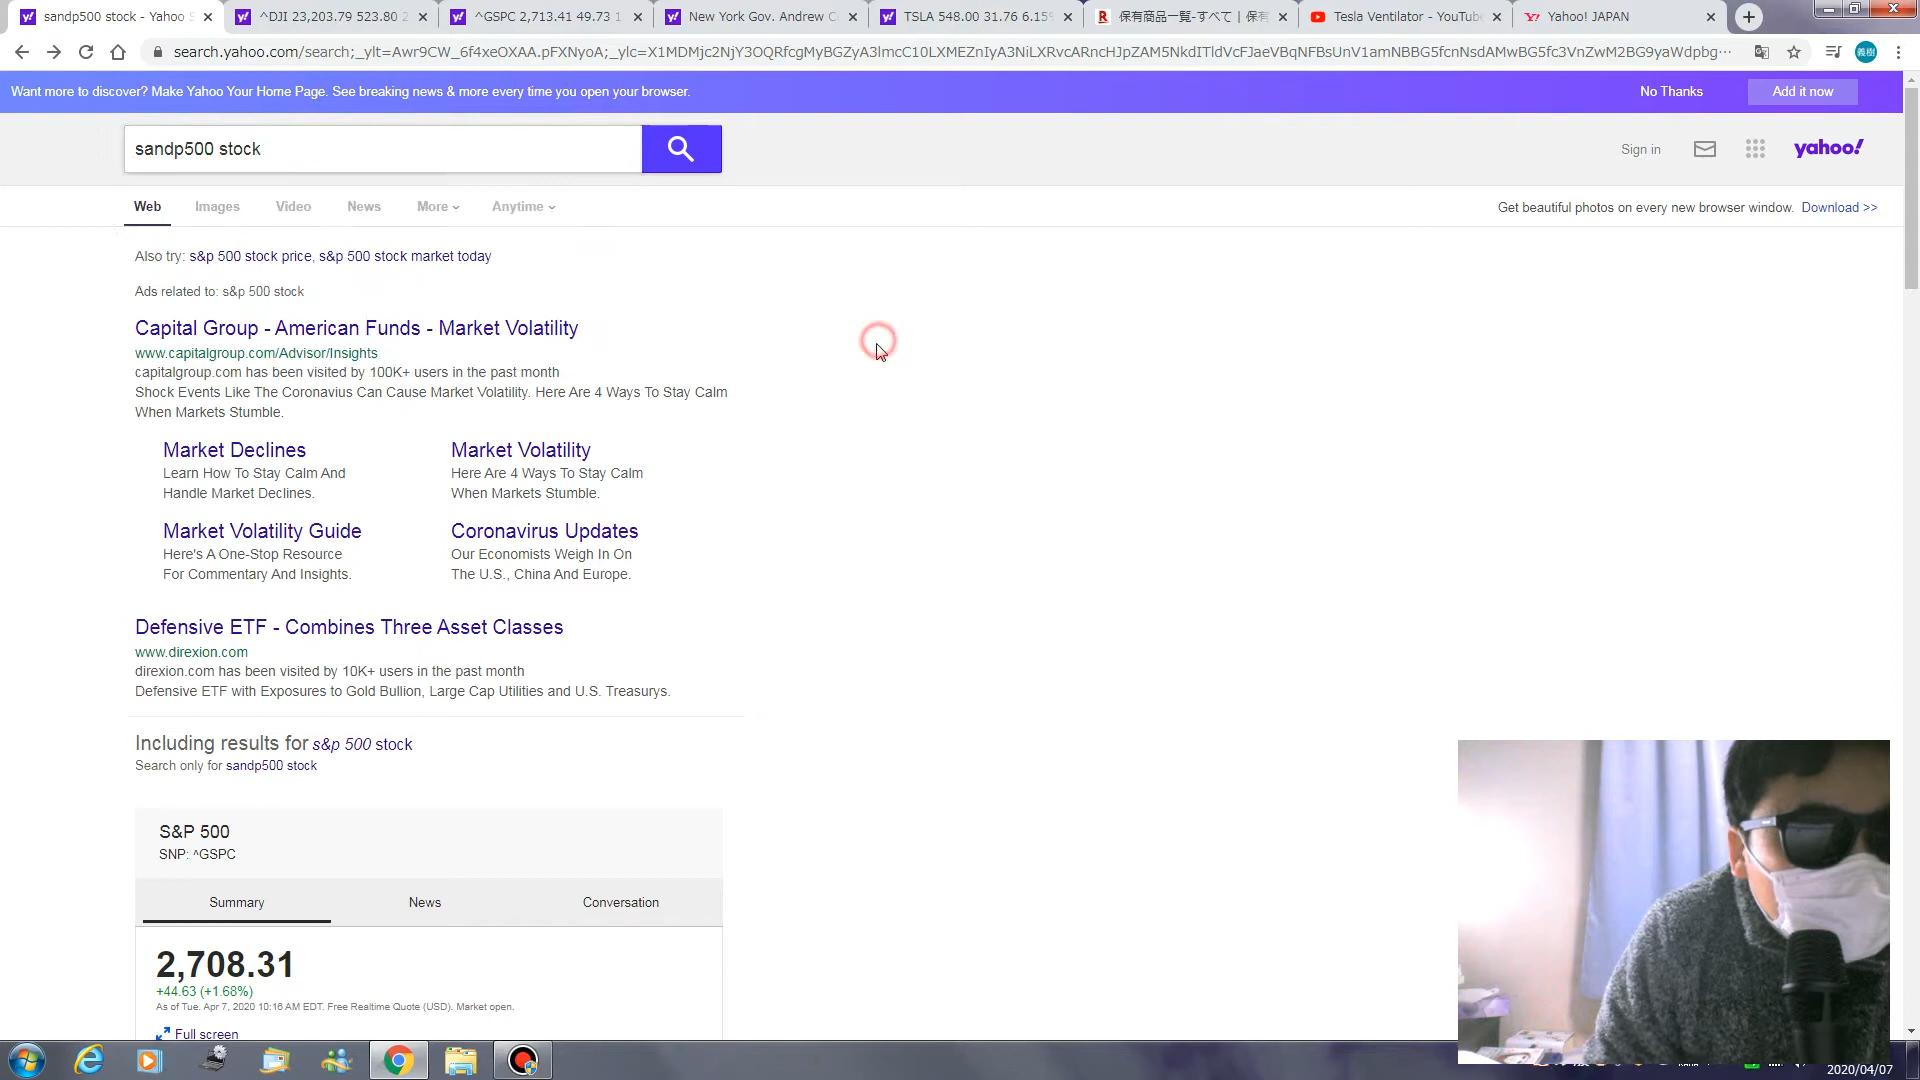 sandp500 stock - Yahoo S
^DJI 23,203.79 523.80 2
^GSPC 2,713.41 49.73 1
New York Gov. Andrew C
TSLA 548.00 31.76 6.15%
保有商品一覧-すべて | 保有
Tesla Ventilator - YouTube
Yahoo! JAPAN
義樹
Want more to discover? Make Yahoo Your Home Page. See breaking news & more every time you open your browser.
No Thanks
Add it now
sandp500 stock
Sign in
yahoo!
Web
Images
Video
News
More
Anytime
Get beautiful photos on every new browser window. Download >>
Also try: s&p 500 stock price, s&p 500 stock market today
Ads related to: s&p 500 stock
Capital Group - American Funds - Market Volatility
www.capitalgroup.com/Advisor/Insights
capitalgroup.com has been visited by 100K+ users in the past month
Shock Events Like The Coronavius Can Cause Market Volatility. Here Are 4 Ways To Stay Calm
When Markets Stumble.
Market Declines
Learn How To Stay Calm And
Handle Market Declines.
Market Volatility
Here Are 4 Ways To Stay Calm
When Markets Stumble.
Market Volatility Guide
Here's A One-Stop Resource
For Commentary And Insights.
Coronavirus Updates
Our Economists Weigh In On
The U.S., China And Europe.
Defensive ETF - Combines Three Asset Classes
www.direxion.com
direxion.com has been visited by 10K+ users in the past month
Defensive ETF with Exposures to Gold Bullion, Large Cap Utilities and U.S. Treasurys.
Including results for s&p 500 stock
Search only for sandp500 stock
S&P 500
SNP: ^GSPC
Summary
News
Conversation
2,708.31
+44.63 (+1.68%)
As of Tue. Apr 7, 2020 10:16 AM EDT. Free Realtime Quote (USD). Market open.
Full screen
2020/04/07